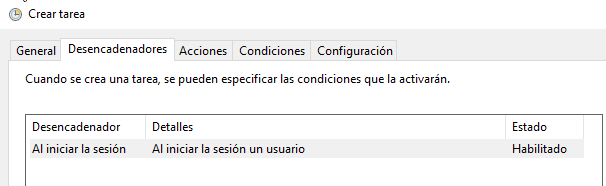 Crear tarea
General Desencadenadores Acciones Condiciones Configuración
Cuando se crea una tarea, se pueden especificar las condiciones que la activarán.
Desencadenador Detalles Estado
Al iniciar la sesión Al iniciar la sesión un usuario Habilitado